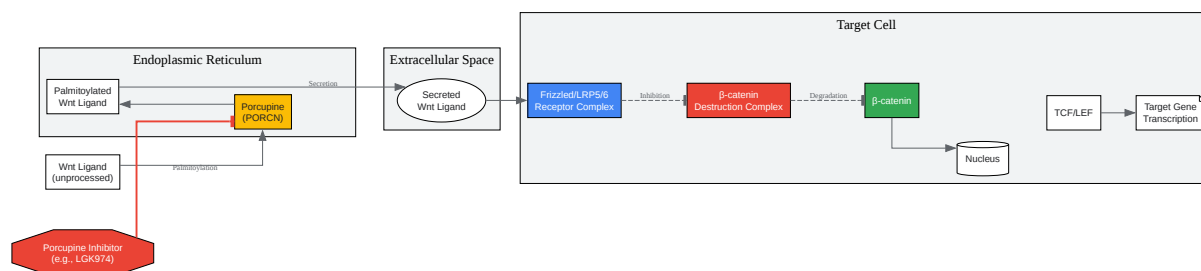 Target Cell
Endoplasmic Reticulum
Extracellular Space
Palmitoylated
Wnt Ligand
Secretion
Secreted
Wnt Ligand
Porcupine
(PORCN)
Frizzled/LRP5/6
Receptor Complex
Inhibition
β-catenin
Destruction Complex
Degradation
β-catenin
TCF/LEF
Target Gene
Transcription
Nucleus
Wnt Ligand
(unprocessed)
Palmitoylation
Porcupine Inhibitor
(e.g., LGK974)